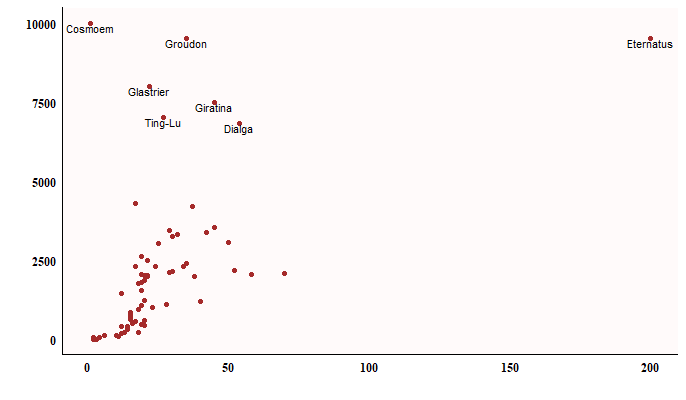 10000
Cosmoem
Groudon
Eternatus
Glastrier
7500
Giratina
Ting-Lu
Dialga
5000
2500
0
0 50 100 150 200